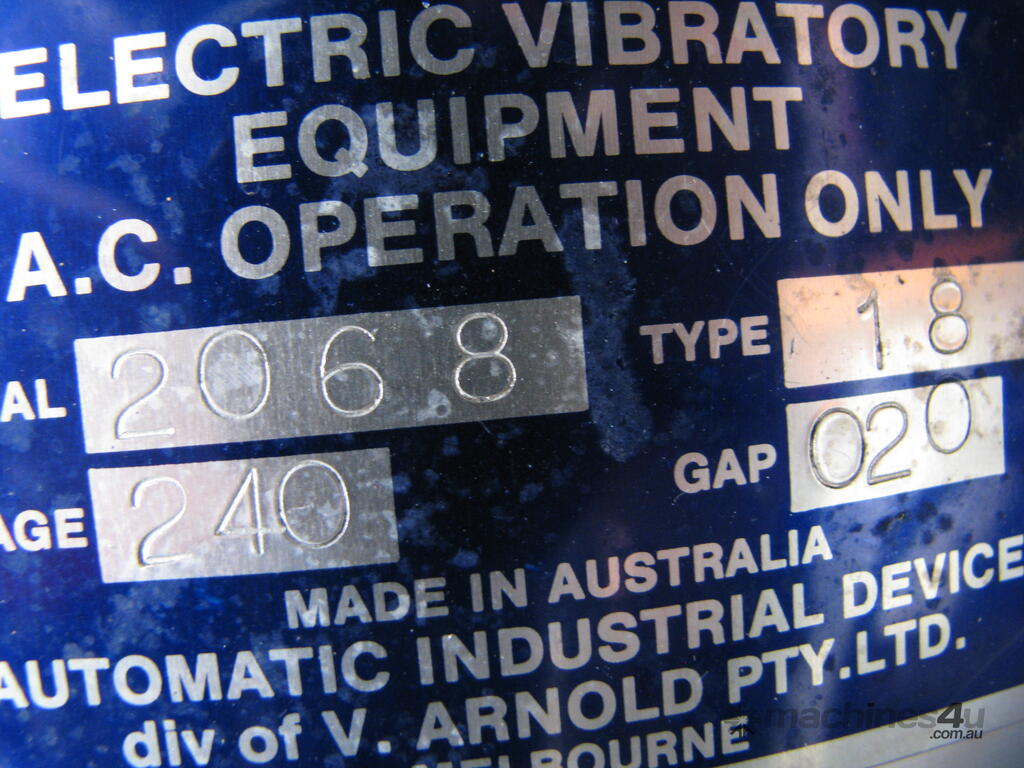 ELECTRIC VIBRATORY
EQUIPMENT
A.C. OPERATION ONLY
AL 2068 TYPE 18
AGE 240 GAP 020
MADE IN AUSTRALIA
AUTOMATIC INDUSTRIAL DEVICE
div of V. ARNOLD PTY.LTD.
MELBOURNE
machines4u
.com.au